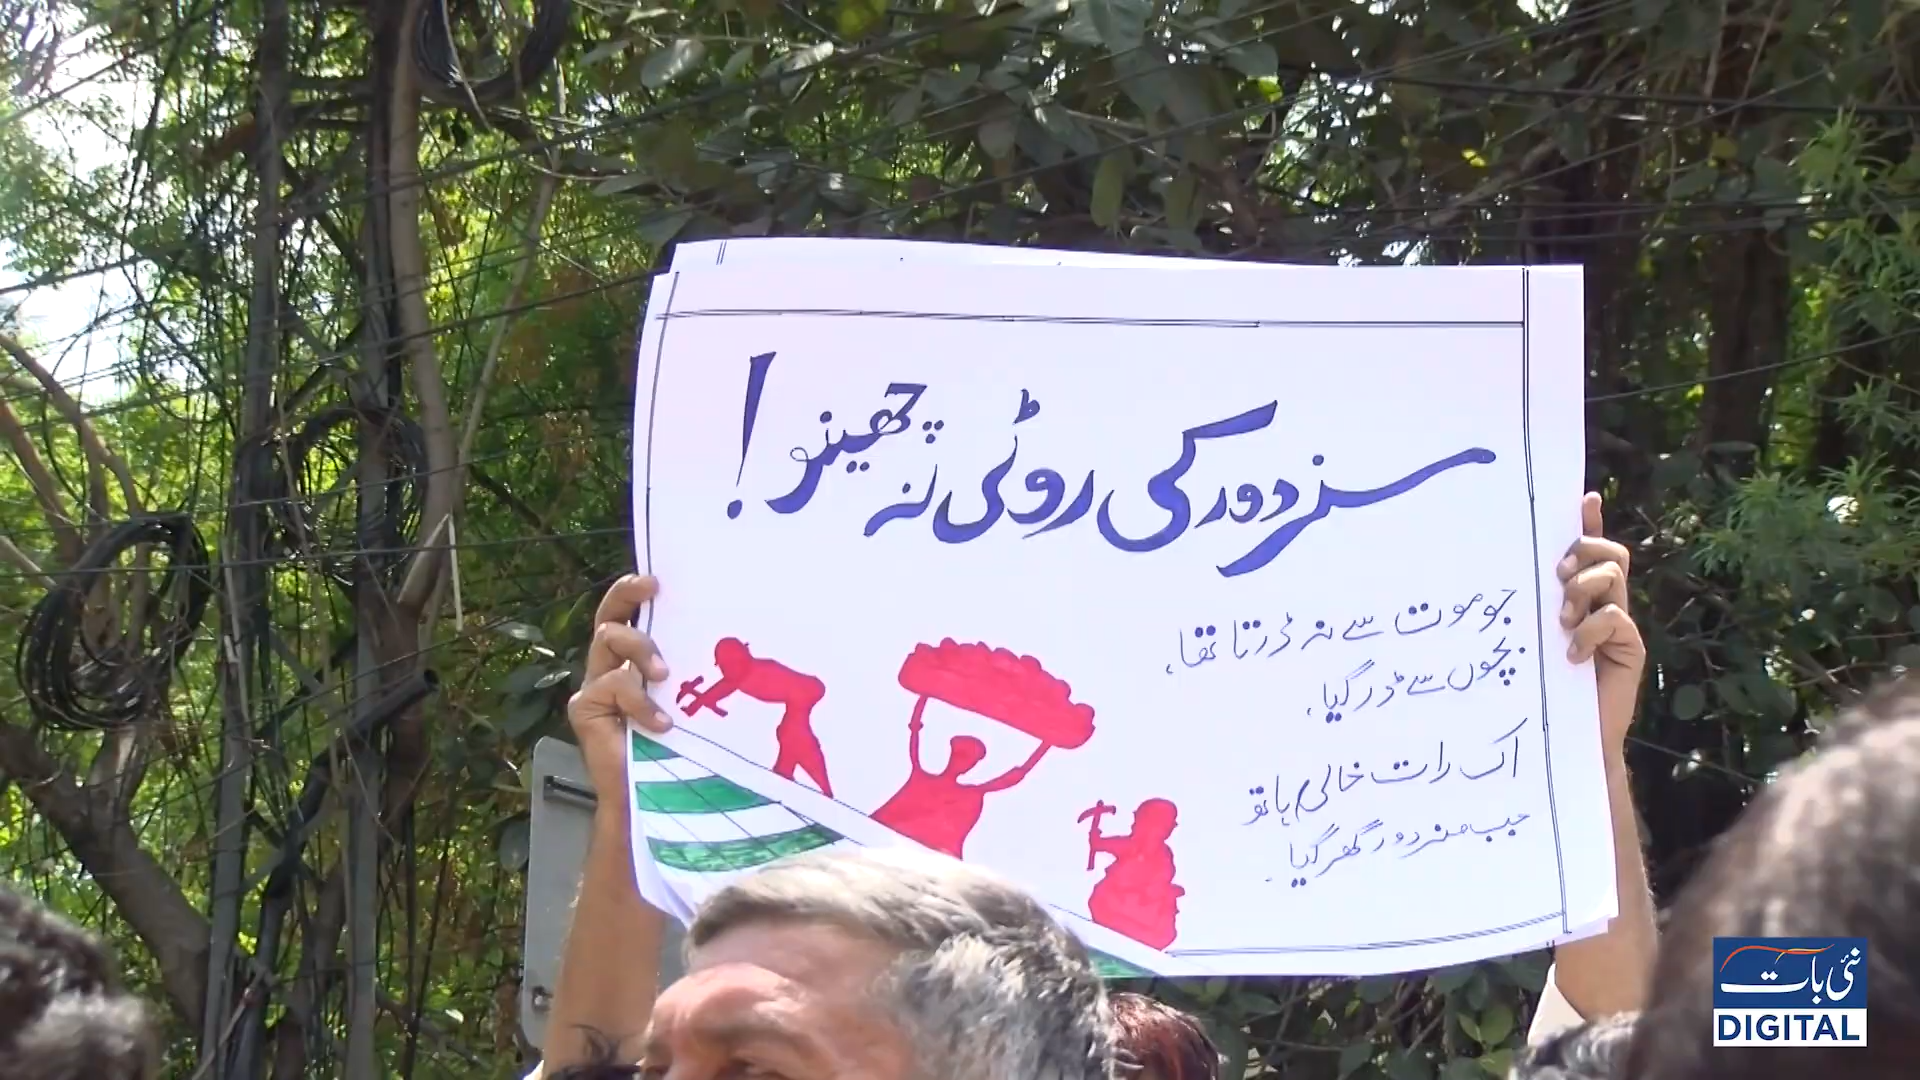 مزدور کی روٹی نہ چھینو!
جو موت سے نہ ڈرتا تھا،
بچوں سے ڈر گیا،
اک رات خالی ہاتھ
جب مزدور گھر گیا۔
نئی بات
DIGITAL